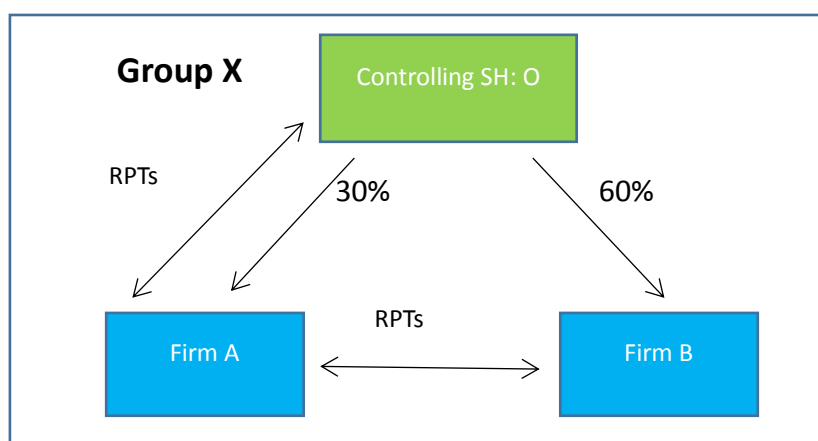 Group X
Controlling SH: O
RPTs
30%
60%
RPTs
Firm A
Firm B